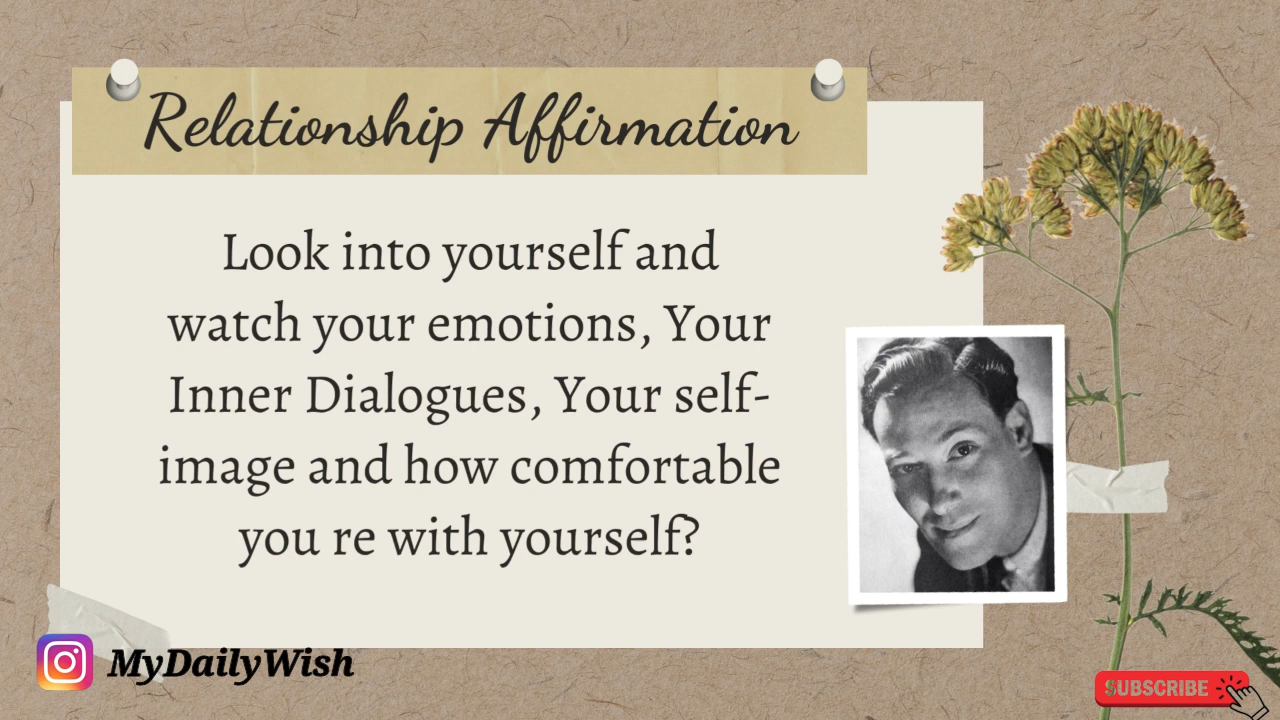 Relationship Affirmation
Look into yourself and
watch your emotions, Your
Inner Dialogues, Your self-
image and how comfortable
you re with yourself?
MyDailyWish
SUBSCRIBE